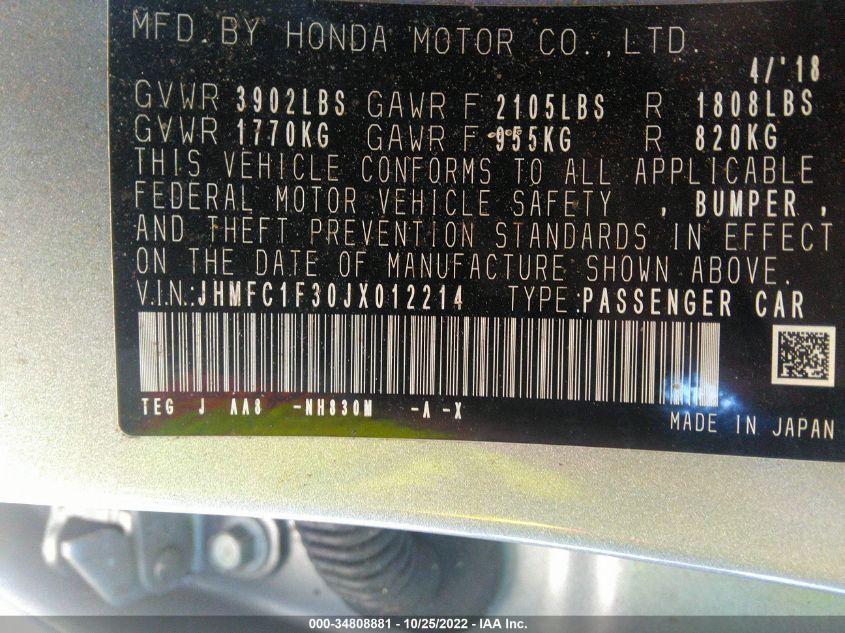 MFD. BY HONDA MOTOR CO., LTD.
4/'18
GVWR 3902LBS GAWR F 2105LBS R 1808LBS
GVWR 1770KG GAWR F 955KG R 820KG
THIS VEHICLE CONFORMS TO ALL APPLICABLE
FEDERAL MOTOR VEHICLE SAFETY , BUMPER ,
AND THEFT PREVENTION STANDARDS IN EFFECT
ON THE DATE OF MANUFACTURE SHOWN ABOVE.
V.I.N.:JHMFC1F30JX012214 TYPE:PASSENGER CAR
TEG J AA8 -NH830M -A -X
MADE IN JAPAN
000-34808881 - 10/25/2022 - IAA Inc.